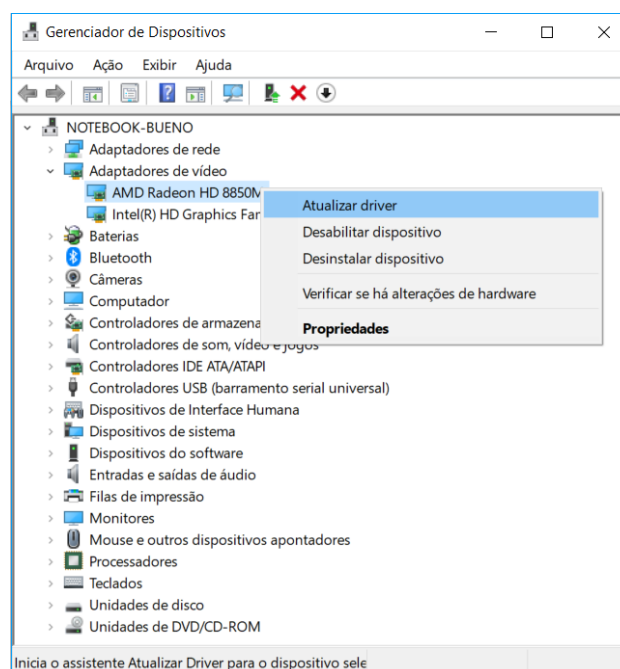 Gerenciador de Dispositivos
Arquivo Ação Exibir Ajuda
NOTEBOOK-BUENO
Adaptadores de rede
Adaptadores de vídeo
AMD Radeon HD 8850M
Intel(R) HD Graphics
Atualizar driver
Desabilitar dispositivo
Desinstalar dispositivo
Verificar se há alterações de hardware
Propriedades
Baterias
Bluetooth
Câmeras
Computador
Controladores de
Controladores de som, vídeo e jogos
Controladores IDE ATA/ATAPI
Controladores USB (barramento serial universal)
Dispositivos de Interface Humana
Dispositivos de sistema
Dispositivos do software
Entradas e saídas de áudio
Filas de impressão
Monitores
Mouse e outros dispositivos apontadores
Processadores
Teclados
Unidades de disco
Unidades de DVD/CD-ROM
Inicia o assistente Atualizar Driver para o dispositivo sele